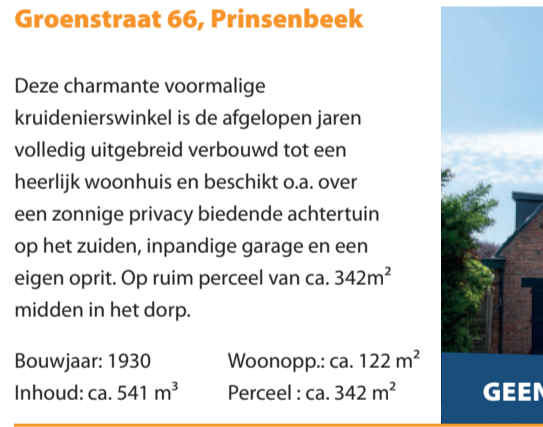 Groenstraat 66, Prinsenbeek
Deze charmante voormalige
kruidenierswinkel is de afgelopen jaren
volledig uitgebreid verbouwd tot een
heerlijk woonhuis en beschikt o.a. over
een zonnige privacy biedende achtertuin
op het zuiden, inpandige garage en een
eigen oprit. Op ruim perceel van ca. 342m²
midden in het dorp.
Bouwjaar: 1930 Woonopp.: ca. 122 m²
Inhoud: ca. 541 m³ Perceel : ca. 342 m²
GEEN